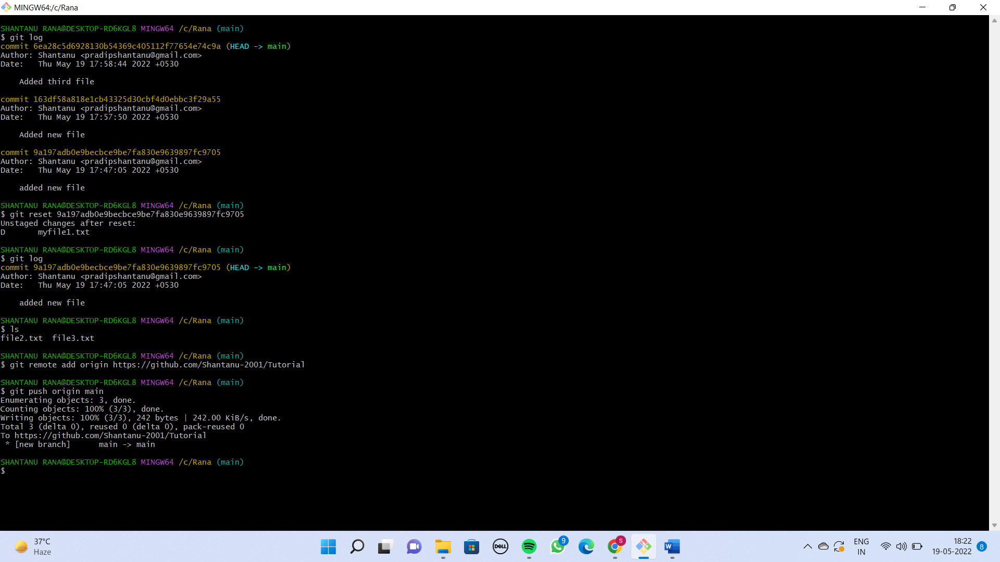 MINGW64:/c/Rana
SHANTANU RANA@DESKTOP-RD6KGL8 MINGW64 /c/Rana (main)
$ git log
commit 6ea28c5d6928130b54369c405112f77654e74c9a (HEAD -> main)
Author: Shantanu <pradipshantanu@gmail.com>
Date:   Thu May 19 17:58:44 2022 +0530
    Added third file
commit 163df58a818e1cb43325d30cbf4d0ebbc3f29a55
Author: Shantanu <pradipshantanu@gmail.com>
Date:   Thu May 19 17:57:50 2022 +0530
    Added new file
commit 9a197adb0e9becbce9be7fa830e9639897fc9705
Author: Shantanu <pradipshantanu@gmail.com>
Date:   Thu May 19 17:47:05 2022 +0530
    added new file
SHANTANU RANA@DESKTOP-RD6KGL8 MINGW64 /c/Rana (main)
$ git reset 9a197adb0e9becbce9be7fa830e9639897fc9705
Unstaged changes after reset:
D       myfile1.txt
SHANTANU RANA@DESKTOP-RD6KGL8 MINGW64 /c/Rana (main)
$ git log
commit 9a197adb0e9becbce9be7fa830e9639897fc9705 (HEAD -> main)
Author: Shantanu <pradipshantanu@gmail.com>
Date:   Thu May 19 17:47:05 2022 +0530
    added new file
SHANTANU RANA@DESKTOP-RD6KGL8 MINGW64 /c/Rana (main)
$ ls
file2.txt  file3.txt
SHANTANU RANA@DESKTOP-RD6KGL8 MINGW64 /c/Rana (main)
$ git remote add origin https://github.com/Shantanu-2001/Tutorial
SHANTANU RANA@DESKTOP-RD6KGL8 MINGW64 /c/Rana (main)
$ git push origin main
Enumerating objects: 3, done.
Counting objects: 100% (3/3), done.
Writing objects: 100% (3/3), 242 bytes | 242.00 KiB/s, done.
Total 3 (delta 0), reused 0 (delta 0), pack-reused 0
To https://github.com/Shantanu-2001/Tutorial
 * [new branch]      main -> main
SHANTANU RANA@DESKTOP-RD6KGL8 MINGW64 /c/Rana (main)
$
37°C
Haze
DELL
9
S
W
ENG
IN
18:22
19-05-2022
8